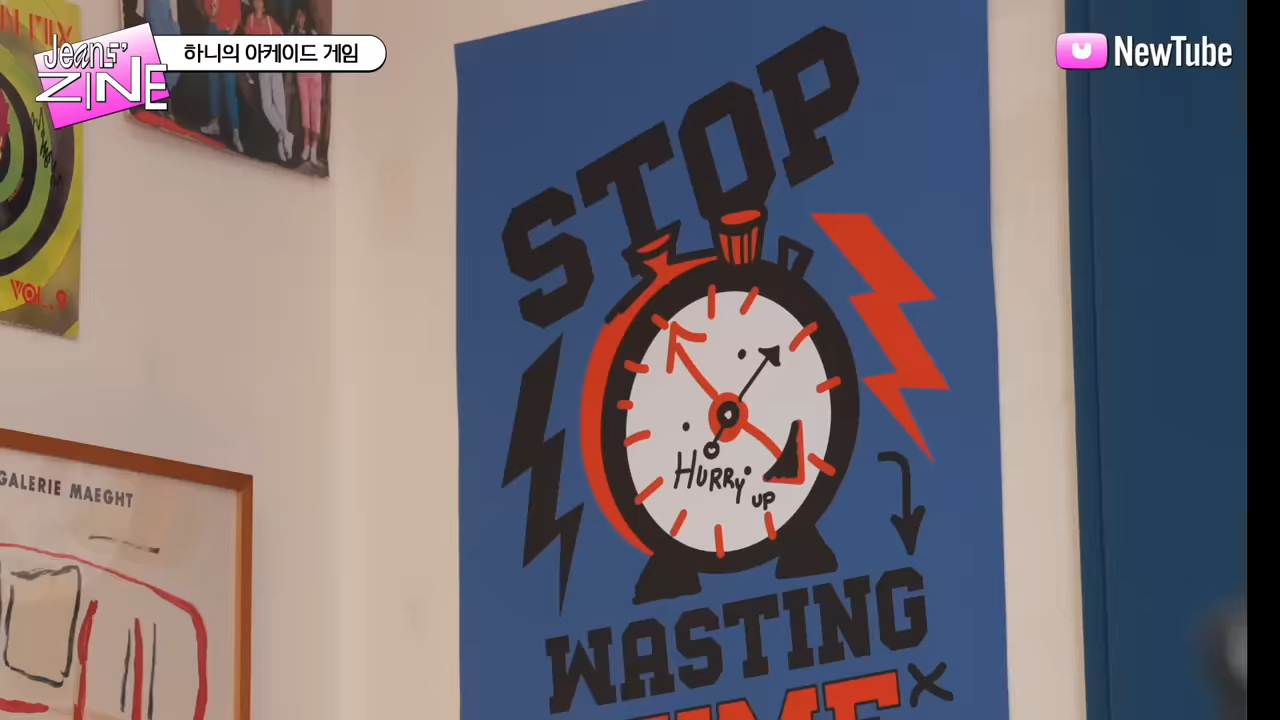 Jeans'
ZINE
하니의 아케이드 게임
NewTube
VOL.9
GALERIE MAEGHT
STOP
HURRY
UP
WASTING
TIME